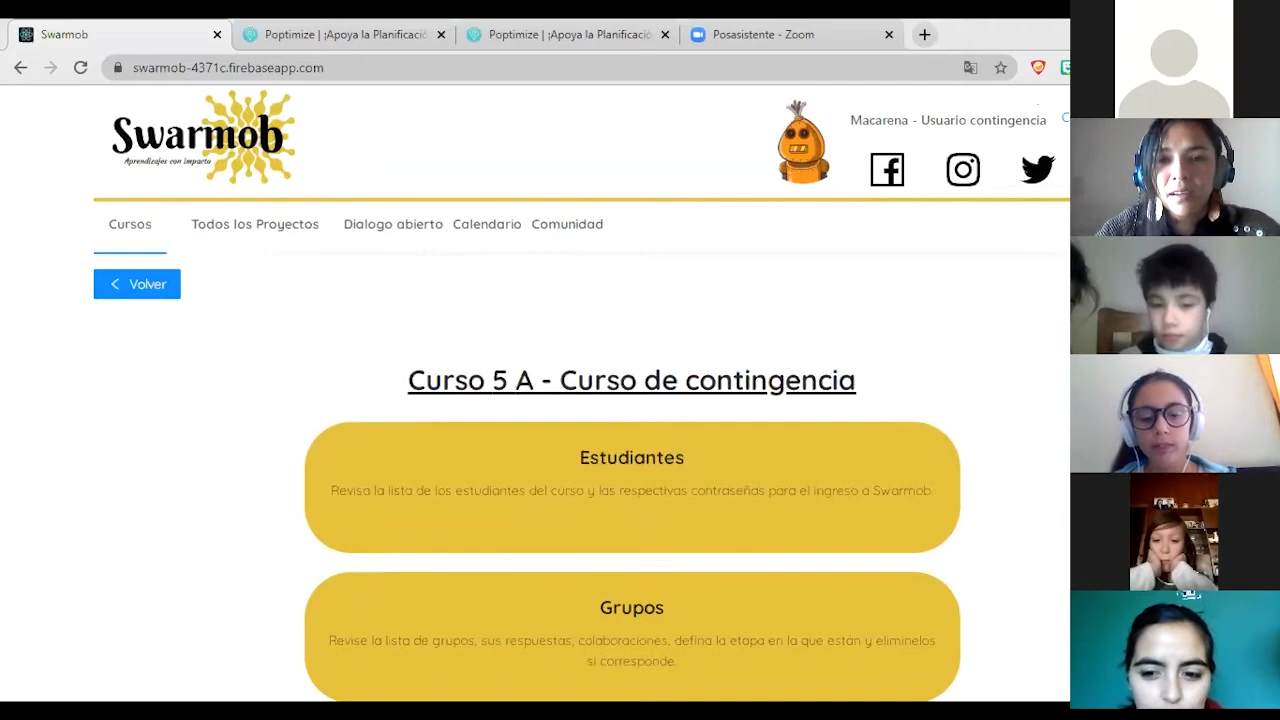 Swarmob
Poptimize | ¡Apoya la Planificació
Poptimize | ¡Apoya la Planificació
Posasistente - Zoom
swarmob-4371c.firebaseapp.com
Swarmob
Aprendizajes con impacto
Macarena - Usuario contingencia
Cursos
Todos los Proyectos
Dialogo abierto
Calendario
Comunidad
Volver
Curso 5 A - Curso de contingencia
Estudiantes
Revisa la lista de los estudiantes del curso y las respectivas contraseñas para el ingreso a Swarmob
Grupos
Revise la lista de grupos, sus respuestas, colaboraciones, defina la etapa en la que están y elimínelos
si corresponde.